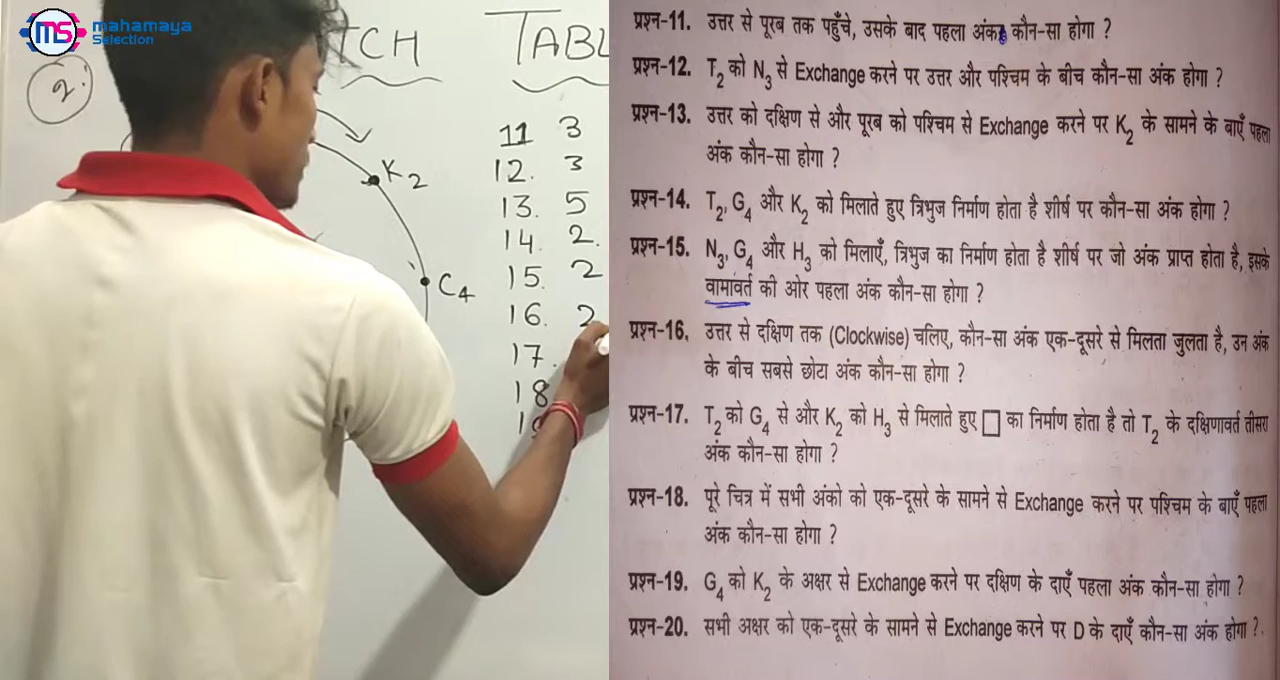 mahamaya
Selection
TCH
TABL
2.
K2
C4
11 3
12. 3
13. 5
14. 2.
15. 2
16. 2
17.
18
प्रश्न-11. उत्तर से पूरब तक पहुँचे, उसके बाद पहला अंक कौन-सा होगा ?
प्रश्न-12. T2 को N3 से Exchange करने पर उत्तर और पश्चिम के बीच कौन-सा अंक होगा ?
प्रश्न-13. उत्तर को दक्षिण से और पूरब को पश्चिम से Exchange करने पर K2 के सामने के बाएँ पहला
अंक कौन-सा होगा ?
प्रश्न-14. T2, G4 और K2 को मिलाते हुए त्रिभुज निर्माण होता है शीर्ष पर कौन-सा अंक होगा ?
प्रश्न-15. N3, G4 और H3 को मिलाएँ, त्रिभुज का निर्माण होता है शीर्ष पर जो अंक प्राप्त होता है, इसके
वामावर्त की ओर पहला अंक कौन-सा होगा ?
प्रश्न-16. उत्तर से दक्षिण तक (Clockwise) चलिए, कौन-सा अंक एक-दूसरे से मिलता जुलता है, उन अंक
के बीच सबसे छोटा अंक कौन-सा होगा ?
प्रश्न-17. T2 को G4 से और K2 को H3 से मिलाते हुए □ का निर्माण होता है तो T2 के दक्षिणावर्त तीसरा
अंक कौन-सा होगा ?
प्रश्न-18. पूरे चित्र में सभी अंको को एक-दूसरे के सामने से Exchange करने पर पश्चिम के बाएँ पहला
अंक कौन-सा होगा ?
प्रश्न-19. G4 को K2 के अक्षर से Exchange करने पर दक्षिण के दाएँ पहला अंक कौन-सा होगा ?
प्रश्न-20. सभी अक्षर को एक-दूसरे के सामने से Exchange करने पर D के दाएँ कौन-सा अंक होगा ?.